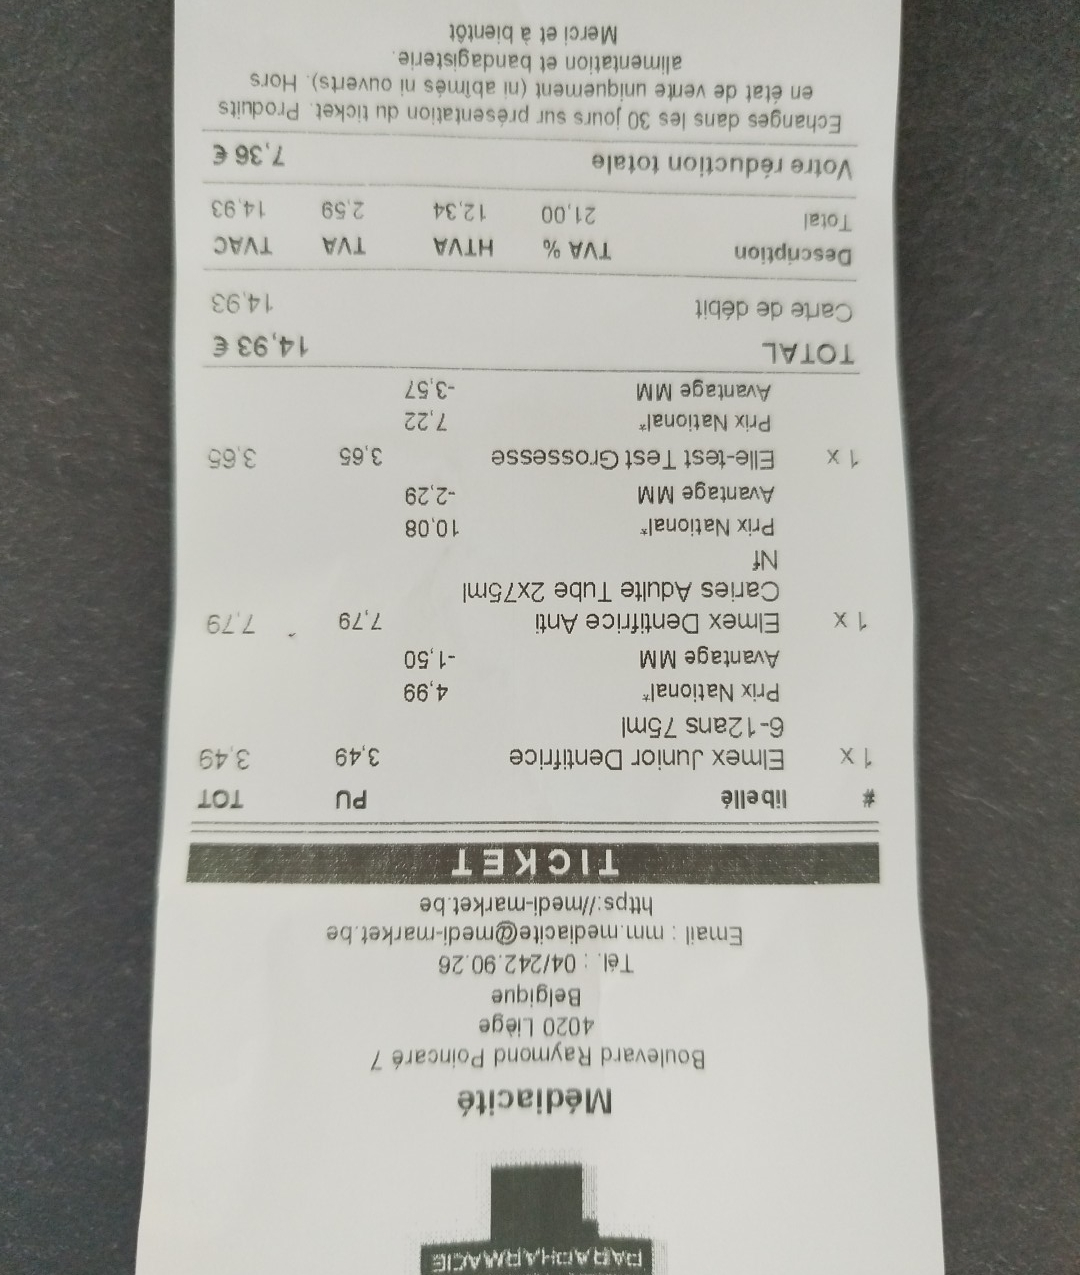 PARAPHARMACIE
Médiacité
Boulevard Raymond Poincaré 7
4020 Liège
Belgique
Tél. : 04/242.90.26
Email : mm.mediacite@medi-market.be
https://medi-market.be
TICKET
# libellé PU TOT
1 x Elmex Junior Dentifrice 3,49 3,49
6-12ans 75ml
Prix National* 4,99
Avantage MM -1,50
1 x Elmex Dentifrice Anti 7,79 7,79
Caries Adulte Tube 2x75ml
Nf
Prix National* 10,08
Avantage MM -2,29
1 x Elle-test Test Grossesse 3,65 3,65
Prix National* 7,22
Avantage MM -3,57
TOTAL 14,93 €
Carte de débit 14,93
Description TVA % HTVA TVA TVAC
Total 21,00 12,34 2,59 14,93
Votre réduction totale 7,36 €
Echanges dans les 30 jours sur présentation du ticket. Produits
en état de vente uniquement (ni abîmés ni ouverts). Hors
alimentation et bandagisterie.
Merci et à bientôt